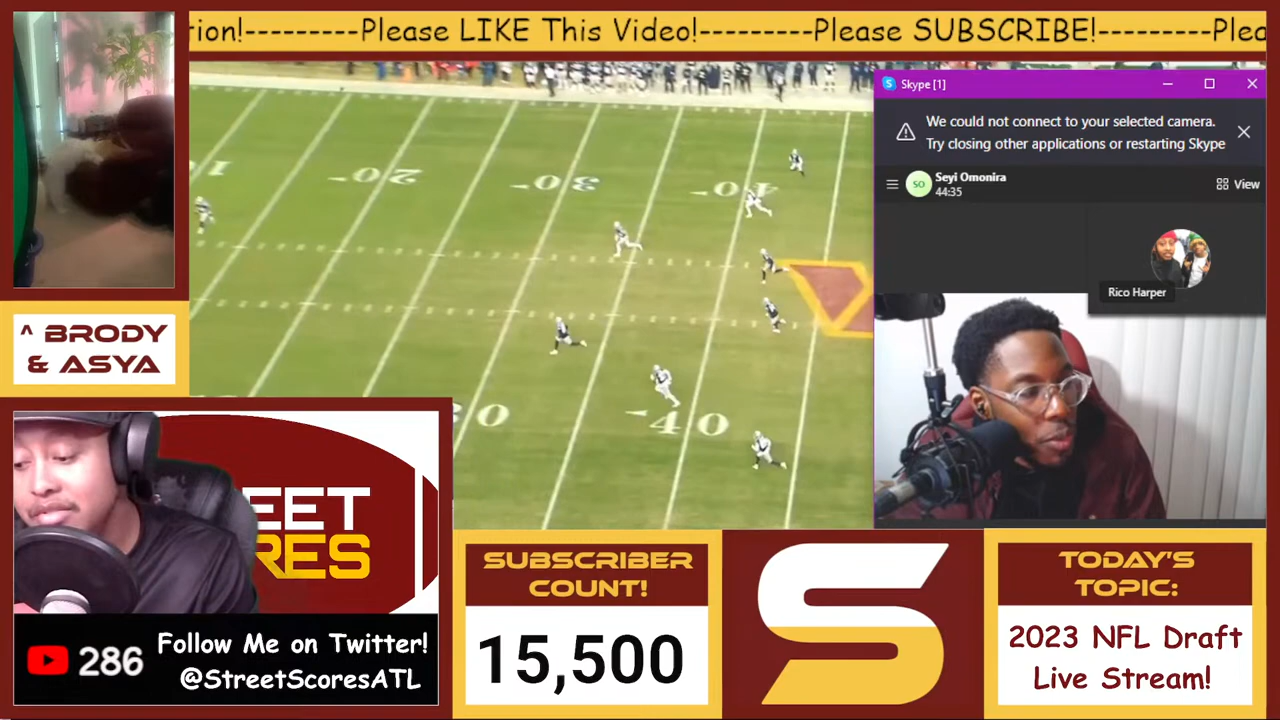 ion!---------Please LIKE This Video!---------Please SUBSCRIBE!---------Plea
Skype [1]
We could not connect to your selected camera.
Try closing other applications or restarting Skype
SO
Seyi Omonira
44:35
View
Rico Harper
20
30
40
30
40
^ BRODY
& ASYA
EET
RES
286
Follow Me on Twitter!
@StreetScoresATL
SUBSCRIBER
COUNT!
15,500
S
TODAY'S
TOPIC:
2023 NFL Draft
Live Stream!